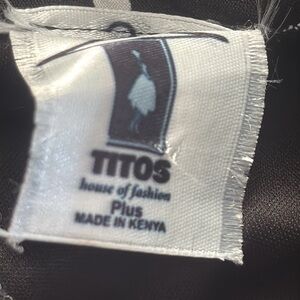 TITOS
house of fashion
Plus
MADE IN KENYA